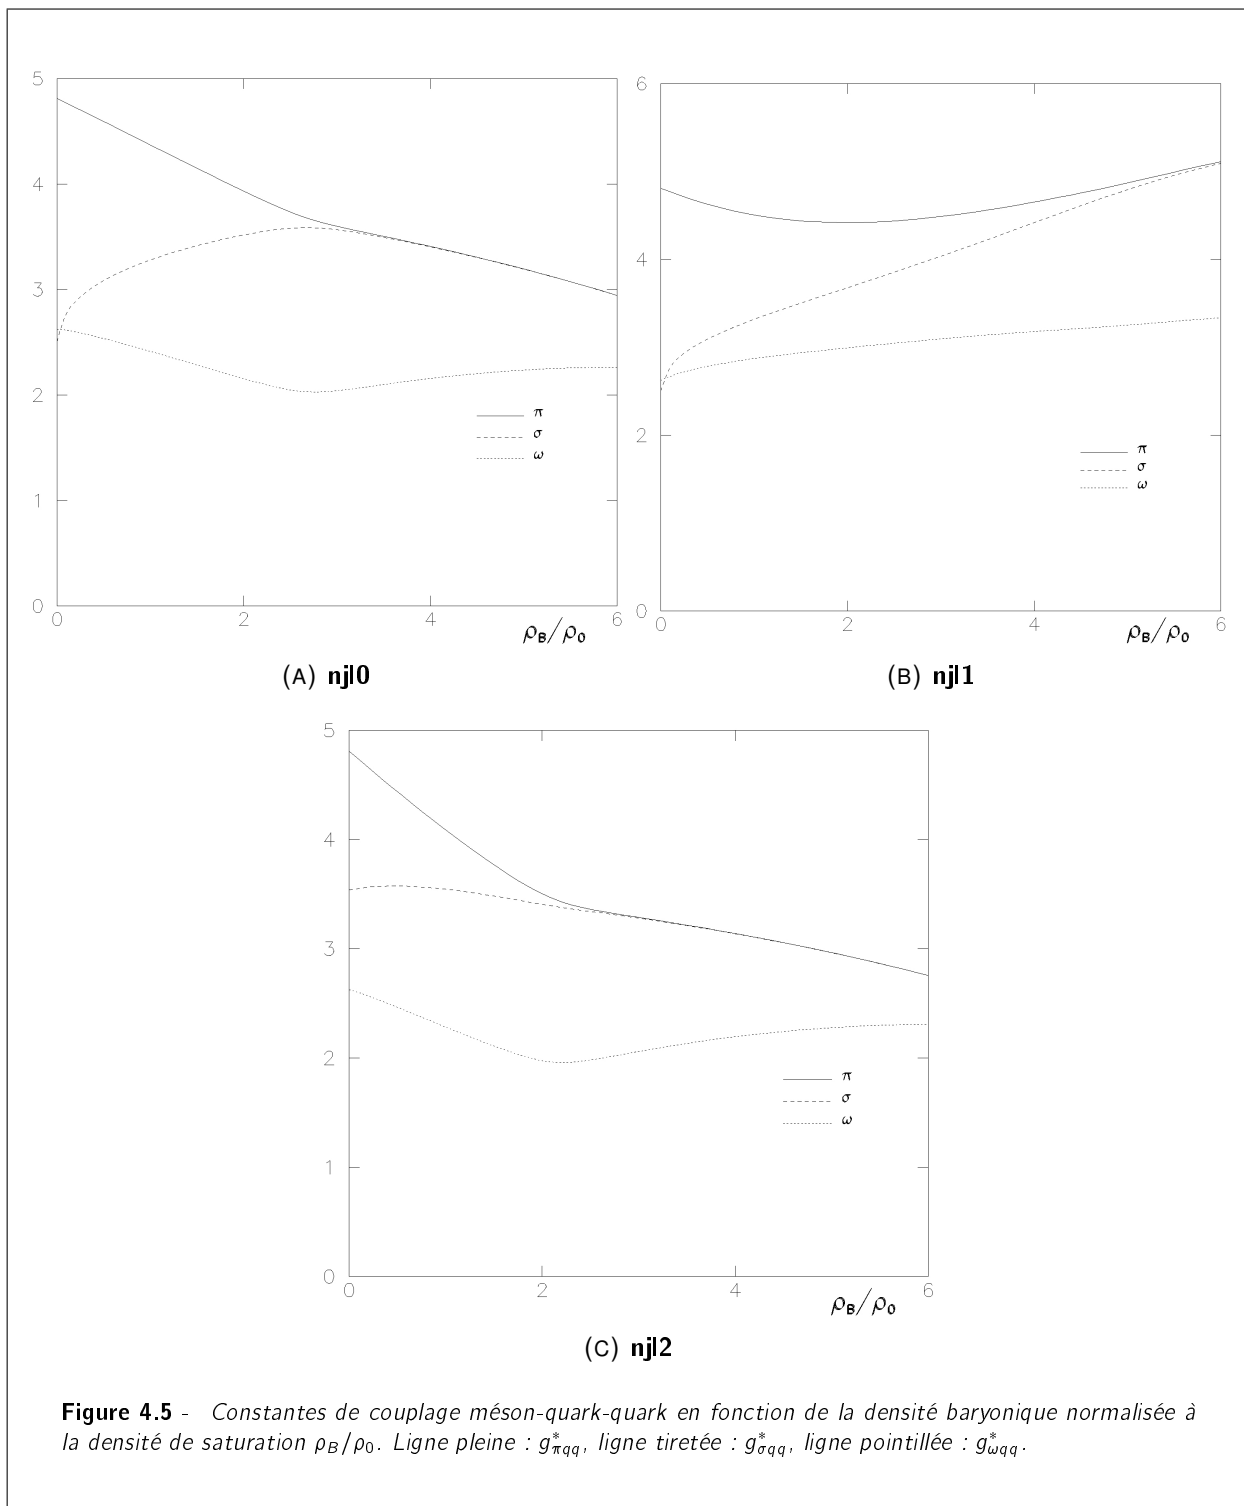 5
4
3
2
1
0
0
2
4
6
ρB/ρ0
π
σ
ω
(A) njl0
6
4
2
0
0
2
4
6
ρB/ρ0
π
σ
ω
(B) njl1
5
4
3
2
1
0
0
2
4
6
ρB/ρ0
π
σ
ω
(C) njl2
Figure 4.5 - Constantes de couplage méson-quark-quark en fonction de la densité baryonique normalisée à
la densité de saturation ρB/ρ0. Ligne pleine : g*πqq, ligne tiretée : g*σqq, ligne pointillée : g*ωqq.